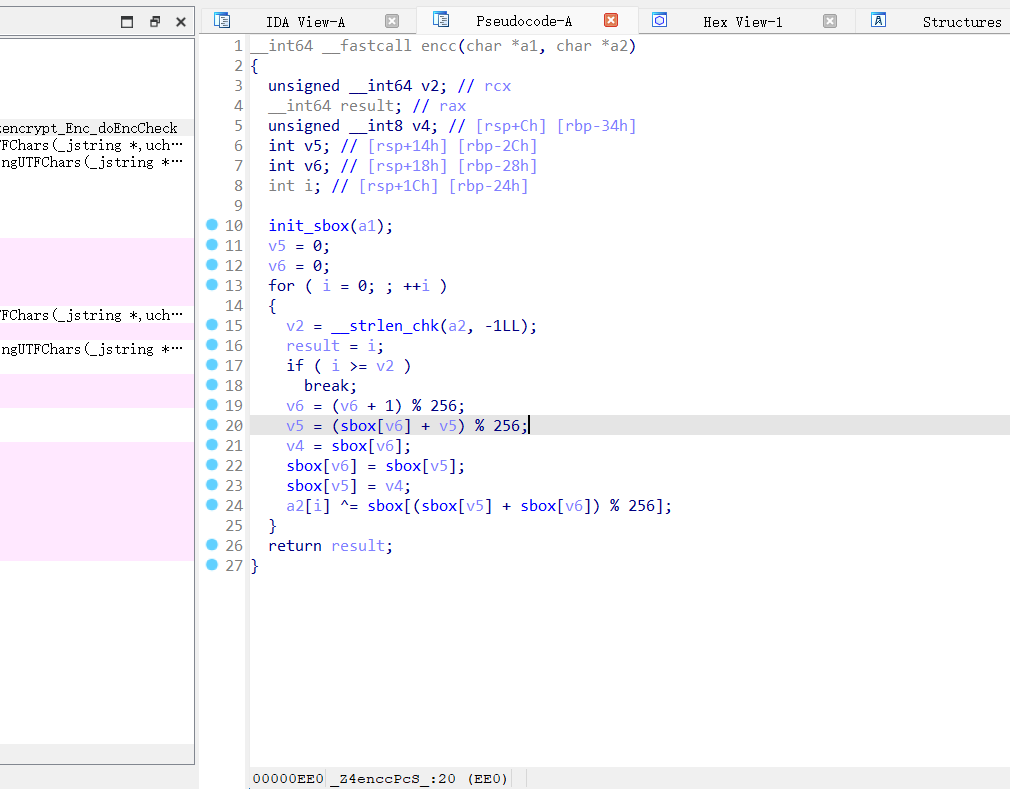 IDA View-A
Pseudocode-A
Hex View-1
Structures
encrypt_Enc_doEncCheck
FChars(_jstring *,uch…
ngUTFChars(_jstring *…
FChars(_jstring *,uch…
ngUTFChars(_jstring *…
1 __int64 __fastcall encc(char *a1, char *a2)
2 {
3 unsigned __int64 v2; // rcx
4 __int64 result; // rax
5 unsigned __int8 v4; // [rsp+Ch] [rbp-34h]
6 int v5; // [rsp+14h] [rbp-2Ch]
7 int v6; // [rsp+18h] [rbp-28h]
8 int i; // [rsp+1Ch] [rbp-24h]
9
10 init_sbox(a1);
11 v5 = 0;
12 v6 = 0;
13 for ( i = 0; ; ++i )
14 {
15 v2 = __strlen_chk(a2, -1LL);
16 result = i;
17 if ( i >= v2 )
18 break;
19 v6 = (v6 + 1) % 256;
20 v5 = (sbox[v6] + v5) % 256;
21 v4 = sbox[v6];
22 sbox[v6] = sbox[v5];
23 sbox[v5] = v4;
24 a2[i] ^= sbox[(sbox[v5] + sbox[v6]) % 256];
25 }
26 return result;
27 }
00000EE0 _Z4enccPcS_:20 (EE0)